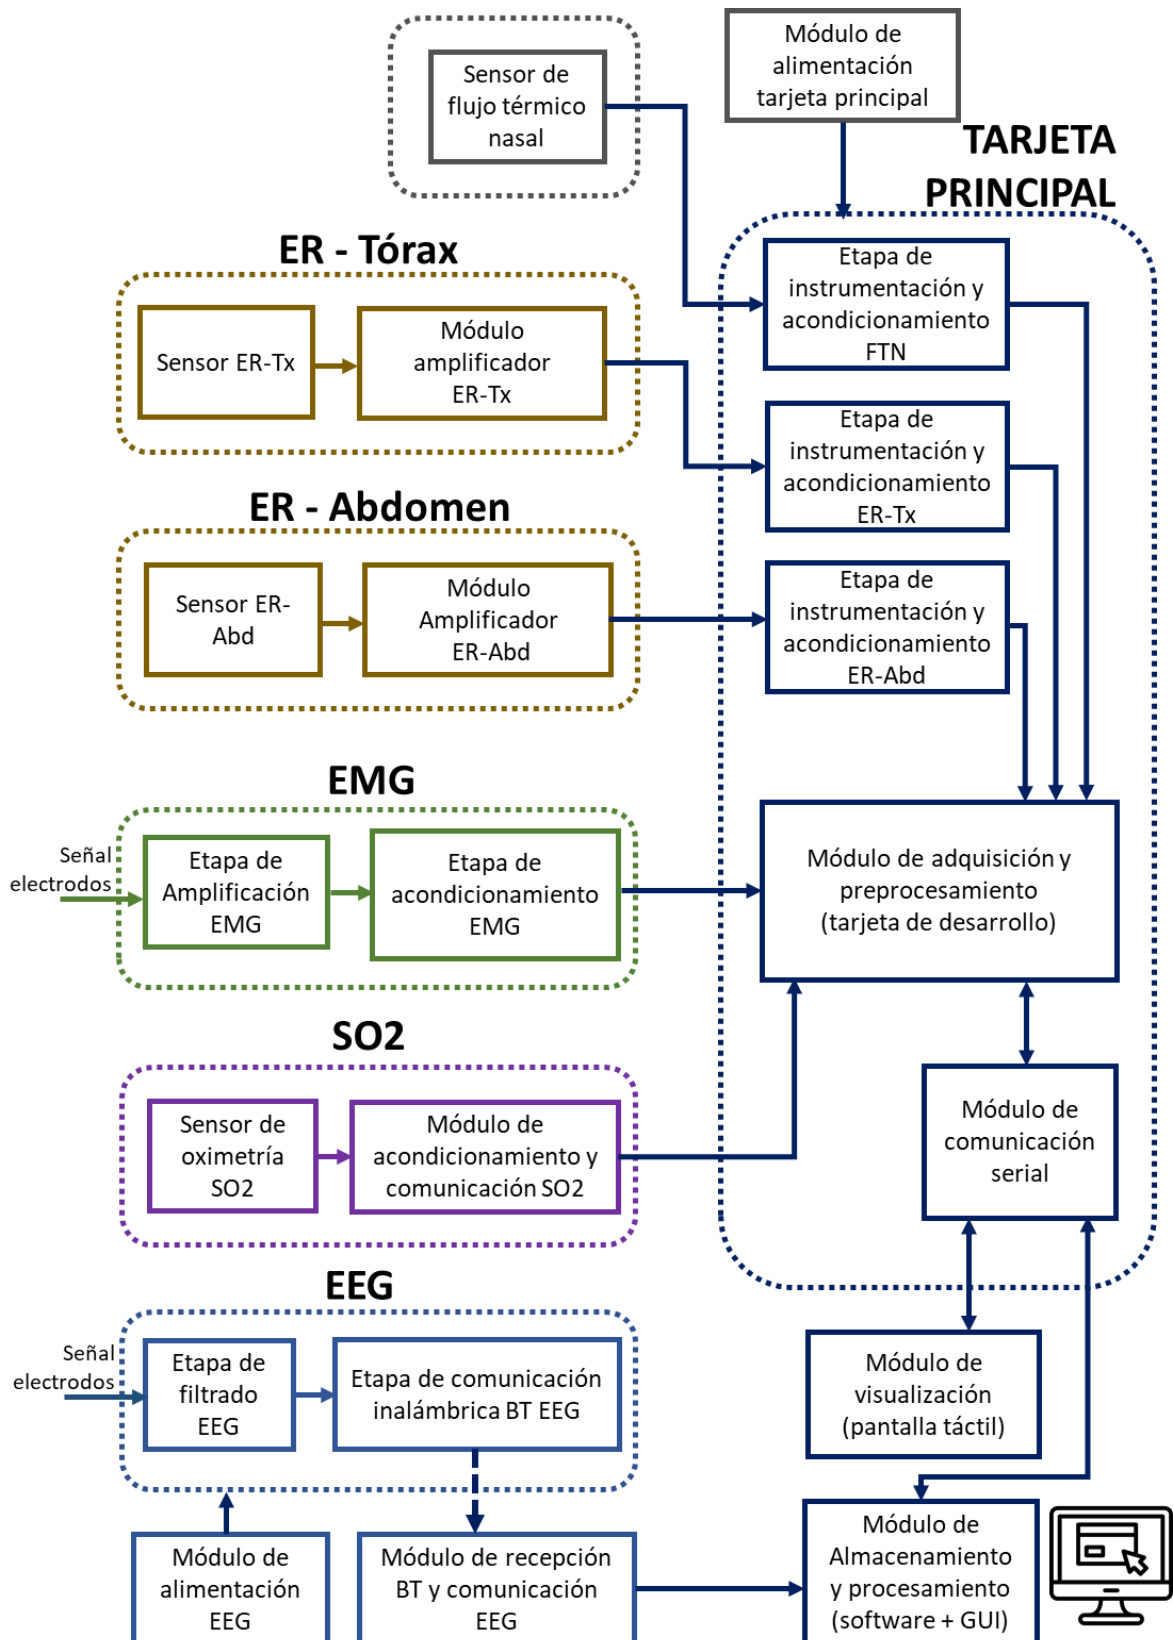 Sensor de
flujo térmico
nasal
Módulo de
alimentación
tarjeta principal
TARJETA
PRINCIPAL
ER - Tórax
Sensor ER-Tx
Módulo
amplificador
ER-Tx
Etapa de
instrumentación y
acondicionamiento
FTN
Etapa de
instrumentación y
acondicionamiento
ER-Tx
ER - Abdomen
Sensor ER-
Abd
Módulo
Amplificador
ER-Abd
Etapa de
instrumentación y
acondicionamiento
ER-Abd
EMG
Señal
electrodos
Etapa de
Amplificación
EMG
Etapa de
acondicionamiento
EMG
Módulo de adquisición y
preprocesamiento
(tarjeta de desarrollo)
SO2
Sensor de
oximetría
SO2
Módulo de
acondicionamiento y
comunicación SO2
Módulo de
comunicación
serial
EEG
Señal
electrodos
Etapa de
filtrado
EEG
Etapa de comunicación
inalámbrica BT EEG
Módulo de
visualización
(pantalla táctil)
Módulo de
alimentación
EEG
Módulo de recepción
BT y comunicación
EEG
Módulo de
Almacenamiento
y procesamiento
(software + GUI)